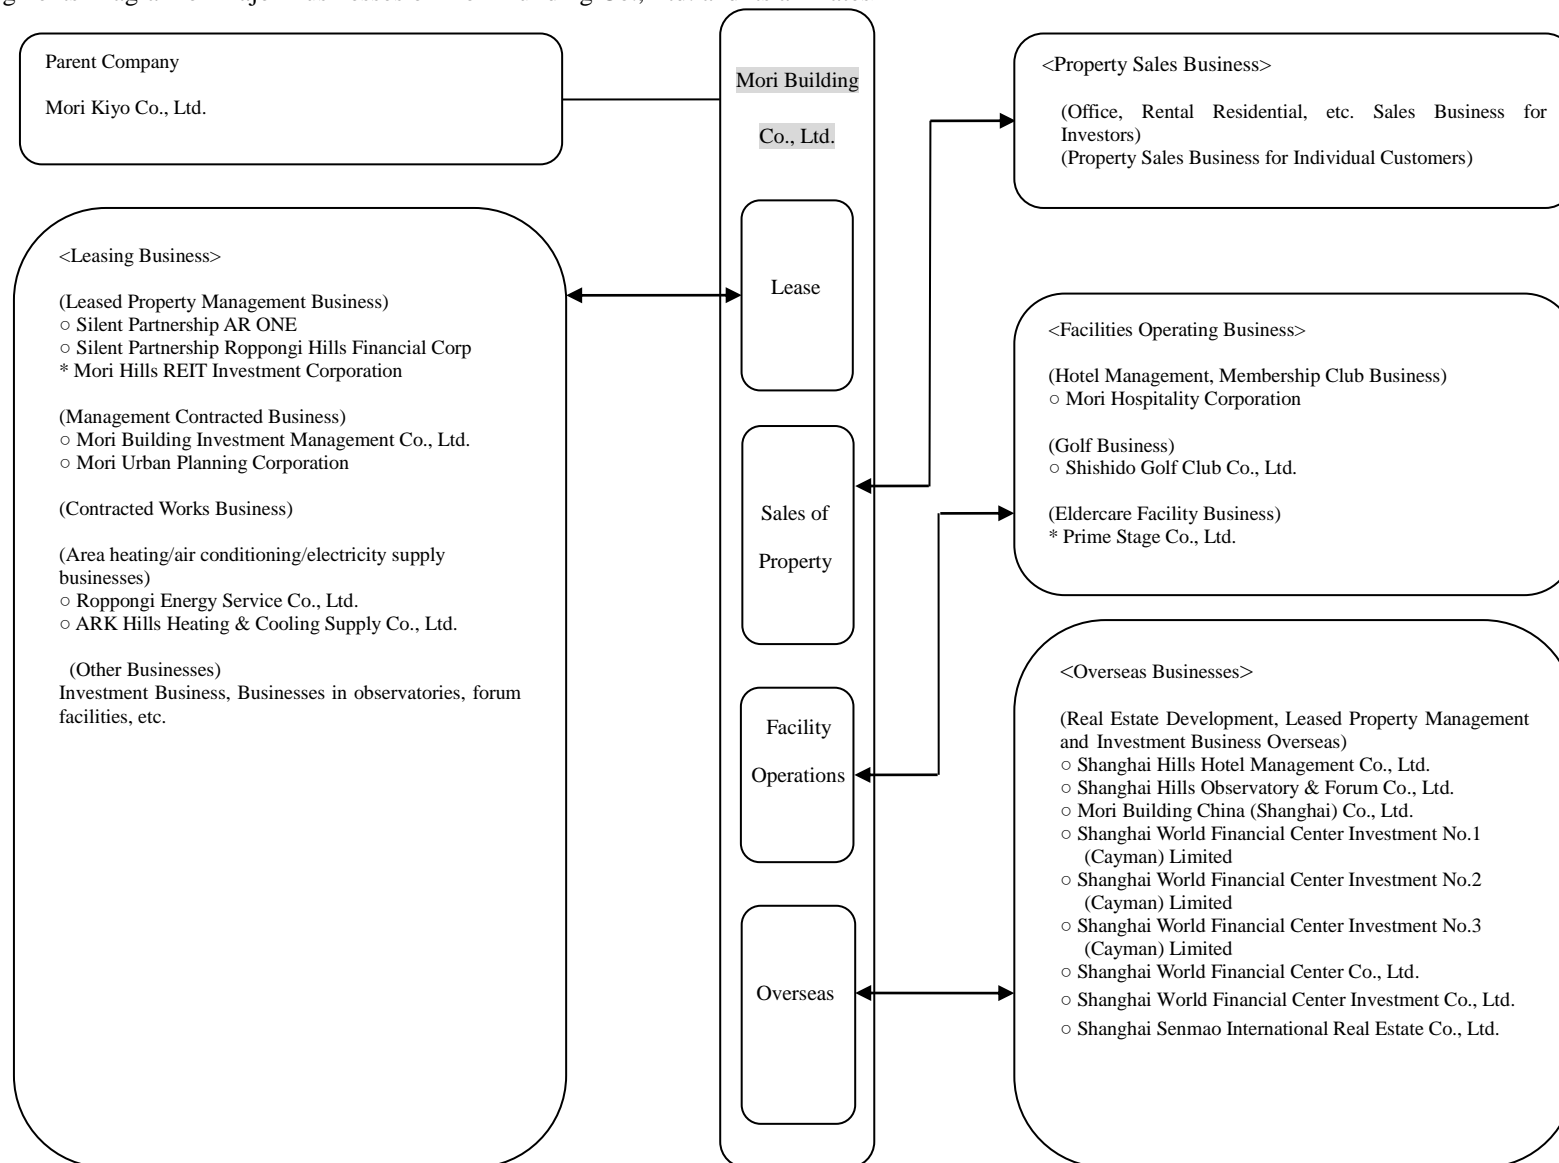 Parent Company
Mori Kiyo Co., Ltd.
<Leasing Business>
(Leased Property Management Business)
○ Silent Partnership AR ONE
○ Silent Partnership Roppongi Hills Financial Corp
* Mori Hills REIT Investment Corporation
(Management Contracted Business)
○ Mori Building Investment Management Co., Ltd.
○ Mori Urban Planning Corporation
(Contracted Works Business)
(Area heating/air conditioning/electricity supply
businesses)
○ Roppongi Energy Service Co., Ltd.
○ ARK Hills Heating & Cooling Supply Co., Ltd.
(Other Businesses)
Investment Business, Businesses in observatories, forum
facilities, etc.
Mori Building
Co., Ltd.
Lease
Sales of
Property
Facility
Operations
Overseas
<Property Sales Business>
(Office, Rental Residential, etc. Sales Business for
Investors)
(Property Sales Business for Individual Customers)
<Facilities Operating Business>
(Hotel Management, Membership Club Business)
○ Mori Hospitality Corporation
(Golf Business)
○ Shishido Golf Club Co., Ltd.
(Eldercare Facility Business)
* Prime Stage Co., Ltd.
<Overseas Businesses>
(Real Estate Development, Leased Property Management
and Investment Business Overseas)
○ Shanghai Hills Hotel Management Co., Ltd.
○ Shanghai Hills Observatory & Forum Co., Ltd.
○ Mori Building China (Shanghai) Co., Ltd.
○ Shanghai World Financial Center Investment No.1
(Cayman) Limited
○ Shanghai World Financial Center Investment No.2
(Cayman) Limited
○ Shanghai World Financial Center Investment No.3
(Cayman) Limited
○ Shanghai World Financial Center Co., Ltd.
○ Shanghai World Financial Center Investment Co., Ltd.
○ Shanghai Senmao International Real Estate Co., Ltd.